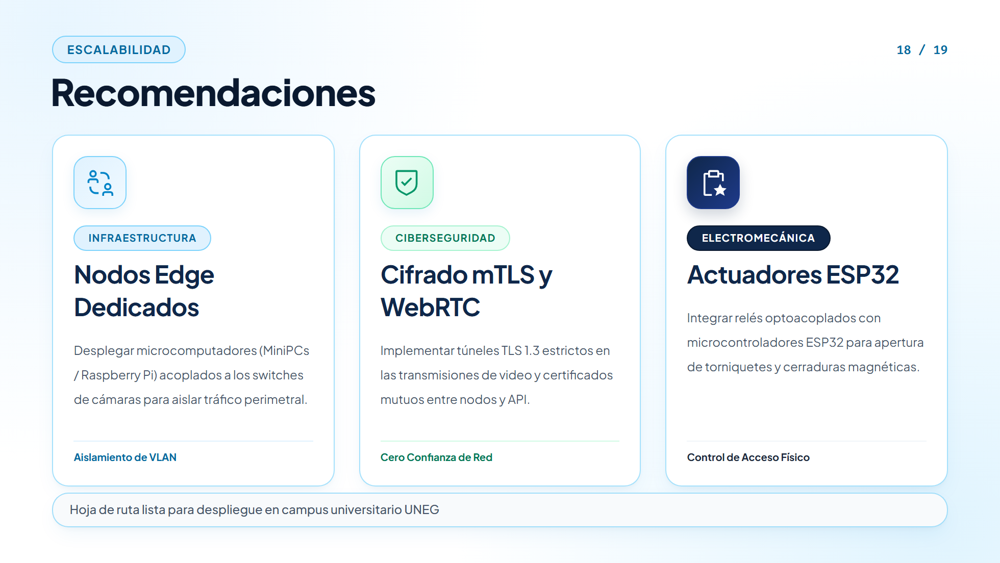 ESCALABILIDAD
18 / 19
Recomendaciones
INFRAESTRUCTURA
Nodos Edge
Dedicados
Desplegar microcomputadores (MiniPCs
/ Raspberry Pi) acoplados a los switches
de cámaras para aislar tráfico perimetral.
Aislamiento de VLAN
CIBERSEGURIDAD
Cifrado mTLS y
WebRTC
Implementar túneles TLS 1.3 estrictos en
las transmisiones de video y certificados
mutuos entre nodos y API.
Cero Confianza de Red
ELECTROMECÁNICA
Actuadores ESP32
Integrar relés optoacoplados con
microcontroladores ESP32 para apertura
de torniquetes y cerraduras magnéticas.
Control de Acceso Físico
Hoja de ruta lista para despliegue en campus universitario UNEG